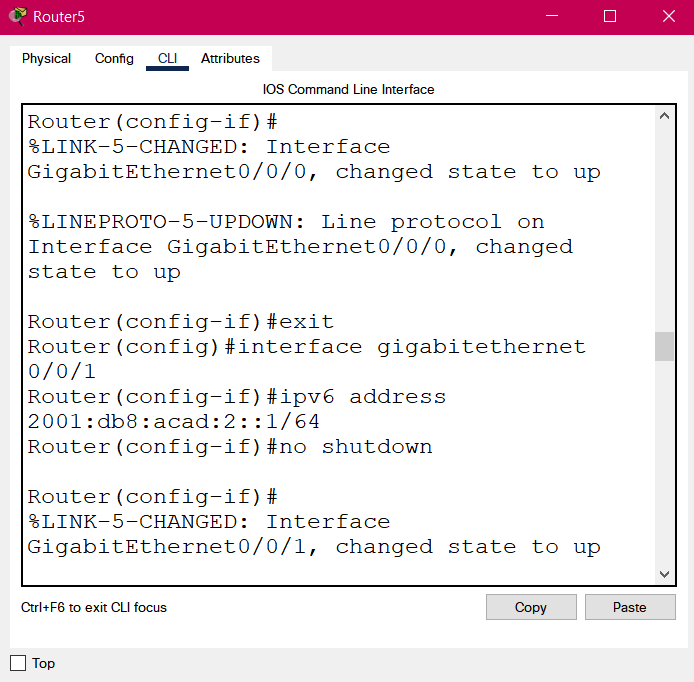 Router5
Physical Config CLI Attributes
IOS Command Line Interface
Router(config-if)#
%LINK-5-CHANGED: Interface
GigabitEthernet0/0/0, changed state to up
%LINEPROTO-5-UPDOWN: Line protocol on
Interface GigabitEthernet0/0/0, changed
state to up
Router(config-if)#exit
Router(config)#interface gigabitethernet
0/0/1
Router(config-if)#ipv6 address
2001:db8:acad:2::1/64
Router(config-if)#no shutdown
Router(config-if)#
%LINK-5-CHANGED: Interface
GigabitEthernet0/0/1, changed state to up
Ctrl+F6 to exit CLI focus
Copy Paste
Top